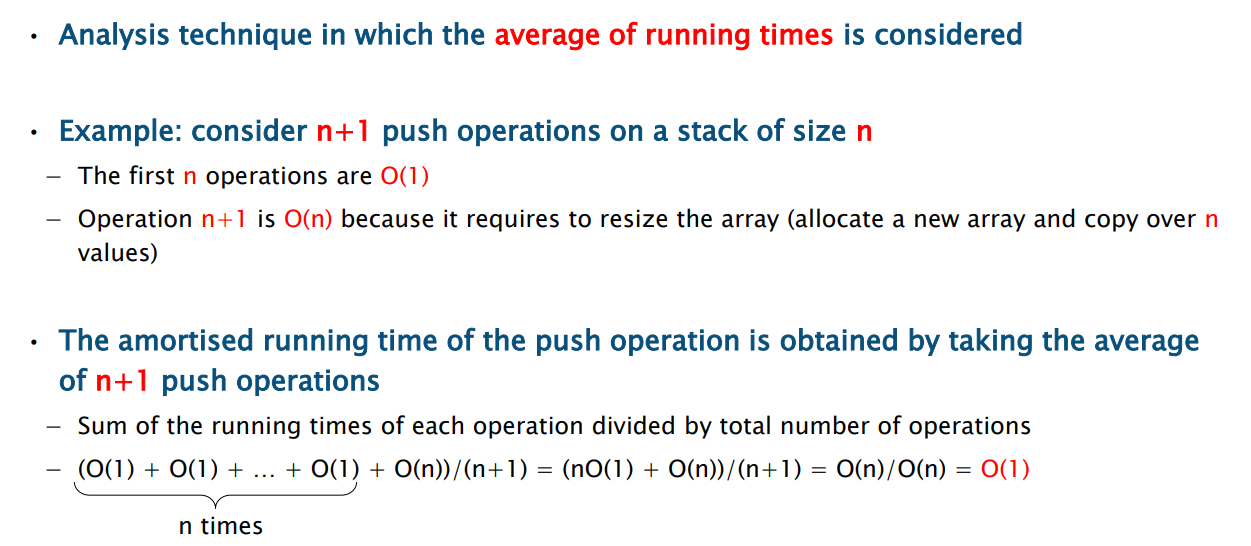 • Analysis technique in which the average of running times is considered
• Example: consider n+1 push operations on a stack of size n
– The first n operations are O(1)
– Operation n+1 is O(n) because it requires to resize the array (allocate a new array and copy over n
values)
• The amortised running time of the push operation is obtained by taking the average
of n+1 push operations
– Sum of the running times of each operation divided by total number of operations
– (O(1) + O(1) + … + O(1) + O(n))/(n+1) = (nO(1) + O(n))/(n+1) = O(n)/O(n) = O(1)
n times